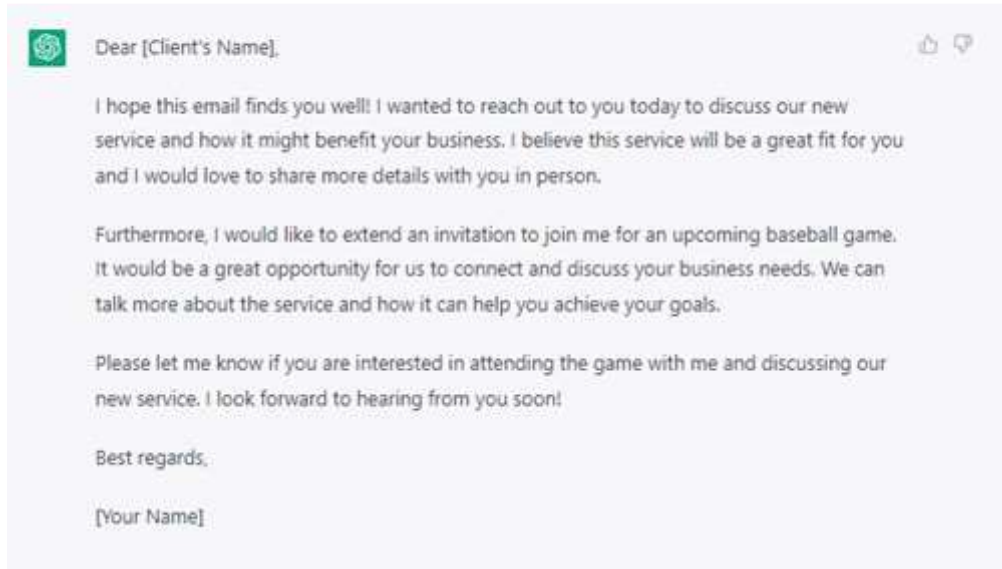 Dear [Client's Name],
I hope this email finds you well! I wanted to reach out to you today to discuss our new
service and how it might benefit your business. I believe this service will be a great fit for you
and I would love to share more details with you in person.
Furthermore, I would like to extend an invitation to join me for an upcoming baseball game.
It would be a great opportunity for us to connect and discuss your business needs. We can
talk more about the service and how it can help you achieve your goals.
Please let me know if you are interested in attending the game with me and discussing our
new service. I look forward to hearing from you soon!
Best regards,
[Your Name]